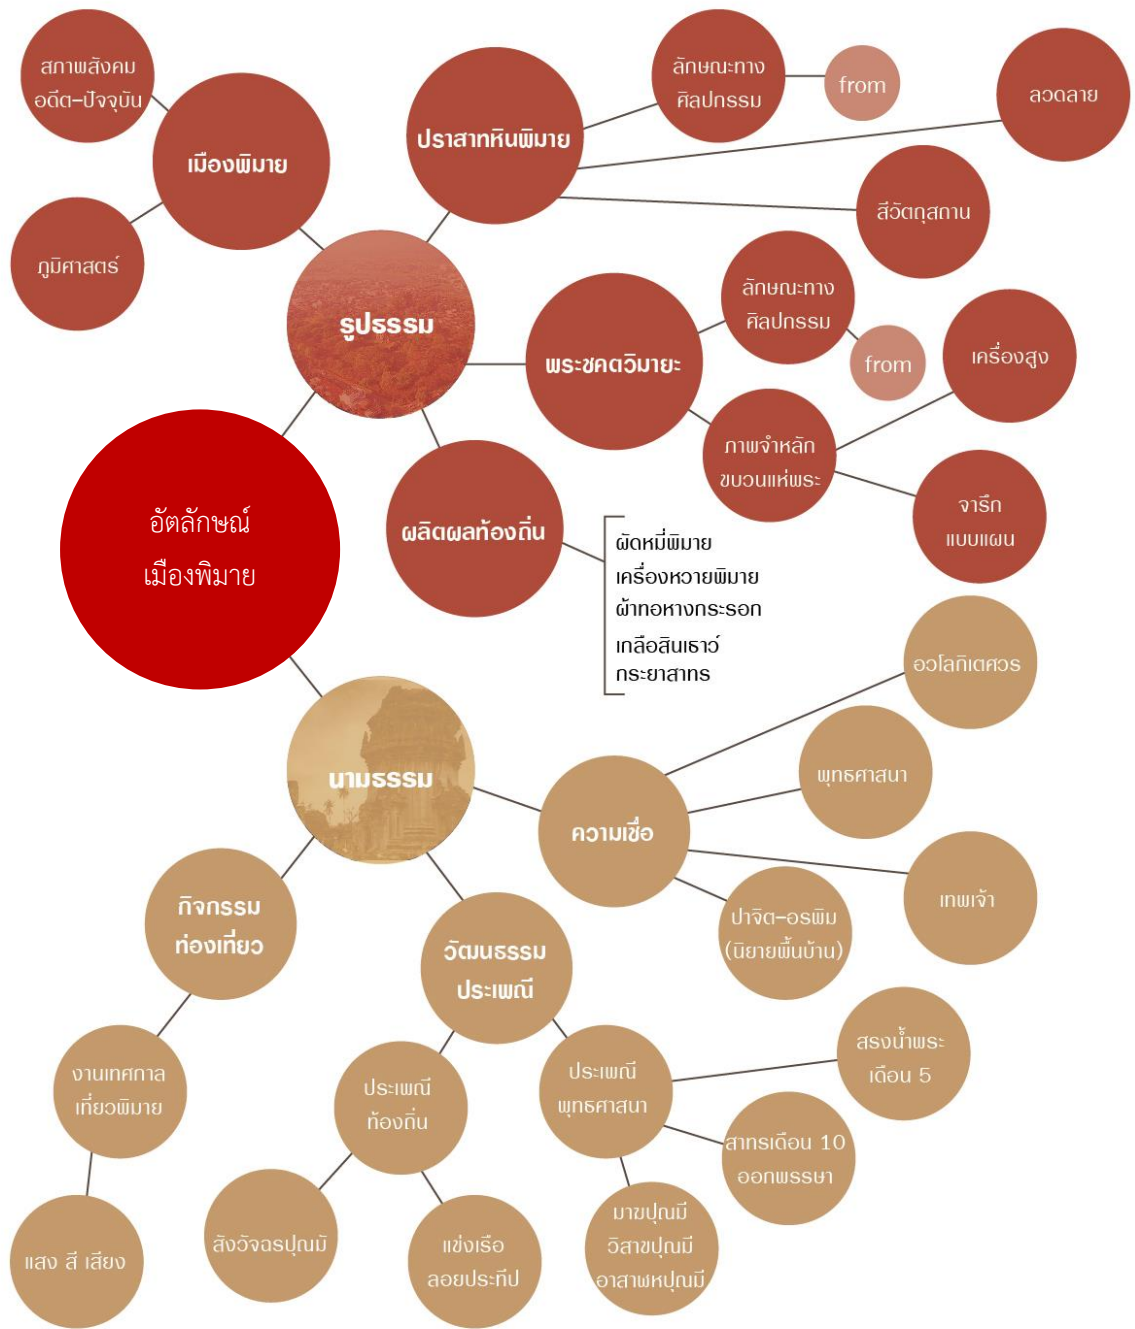 สภาพสังคม
อดีต-ปัจจุบัน
เมืองพิมาย
ภูมิศาสตร์
ปราสาทหินพิมาย
ลักษณะทาง
ศิลปกรรม
from
ลวดลาย
สีวัตถุสถาน
รูปธรรม
พระชคตวิมายะ
ลักษณะทาง
ศิลปกรรม
from
ภาพจำหลัก
ขบวนแห่พระ
เครื่องสูง
จารึก
แบบแผน
ผลิตผลท้องถิ่น
ผัดหมี่พิมาย
เครื่องหวายพิมาย
ผ้าทอหางกระรอก
เกลือสินเธาว์
กระยาสาทร
อัตลักษณ์
เมืองพิมาย
นามธรรม
ความเชื่อ
อวโลกิเตศวร
พุทธศาสนา
เทพเจ้า
ปาจิต-อรพิม
(นิยายพื้นบ้าน)
กิจกรรม
ท่องเที่ยว
งานเทศกาล
เที่ยวพิมาย
แสง สี เสียง
วัฒนธรรม
ประเพณี
ประเพณี
ท้องถิ่น
สังวัจฉรปุณมี
แข่งเรือ
ลอยประทีป
ประเพณี
พุทธศาสนา
สรงน้ำพระ
เดือน 5
สาทรเดือน 10
ออกพรรษา
มาฆปุณมี
วิสาขปุณมี
อาสาฬหปุณมี